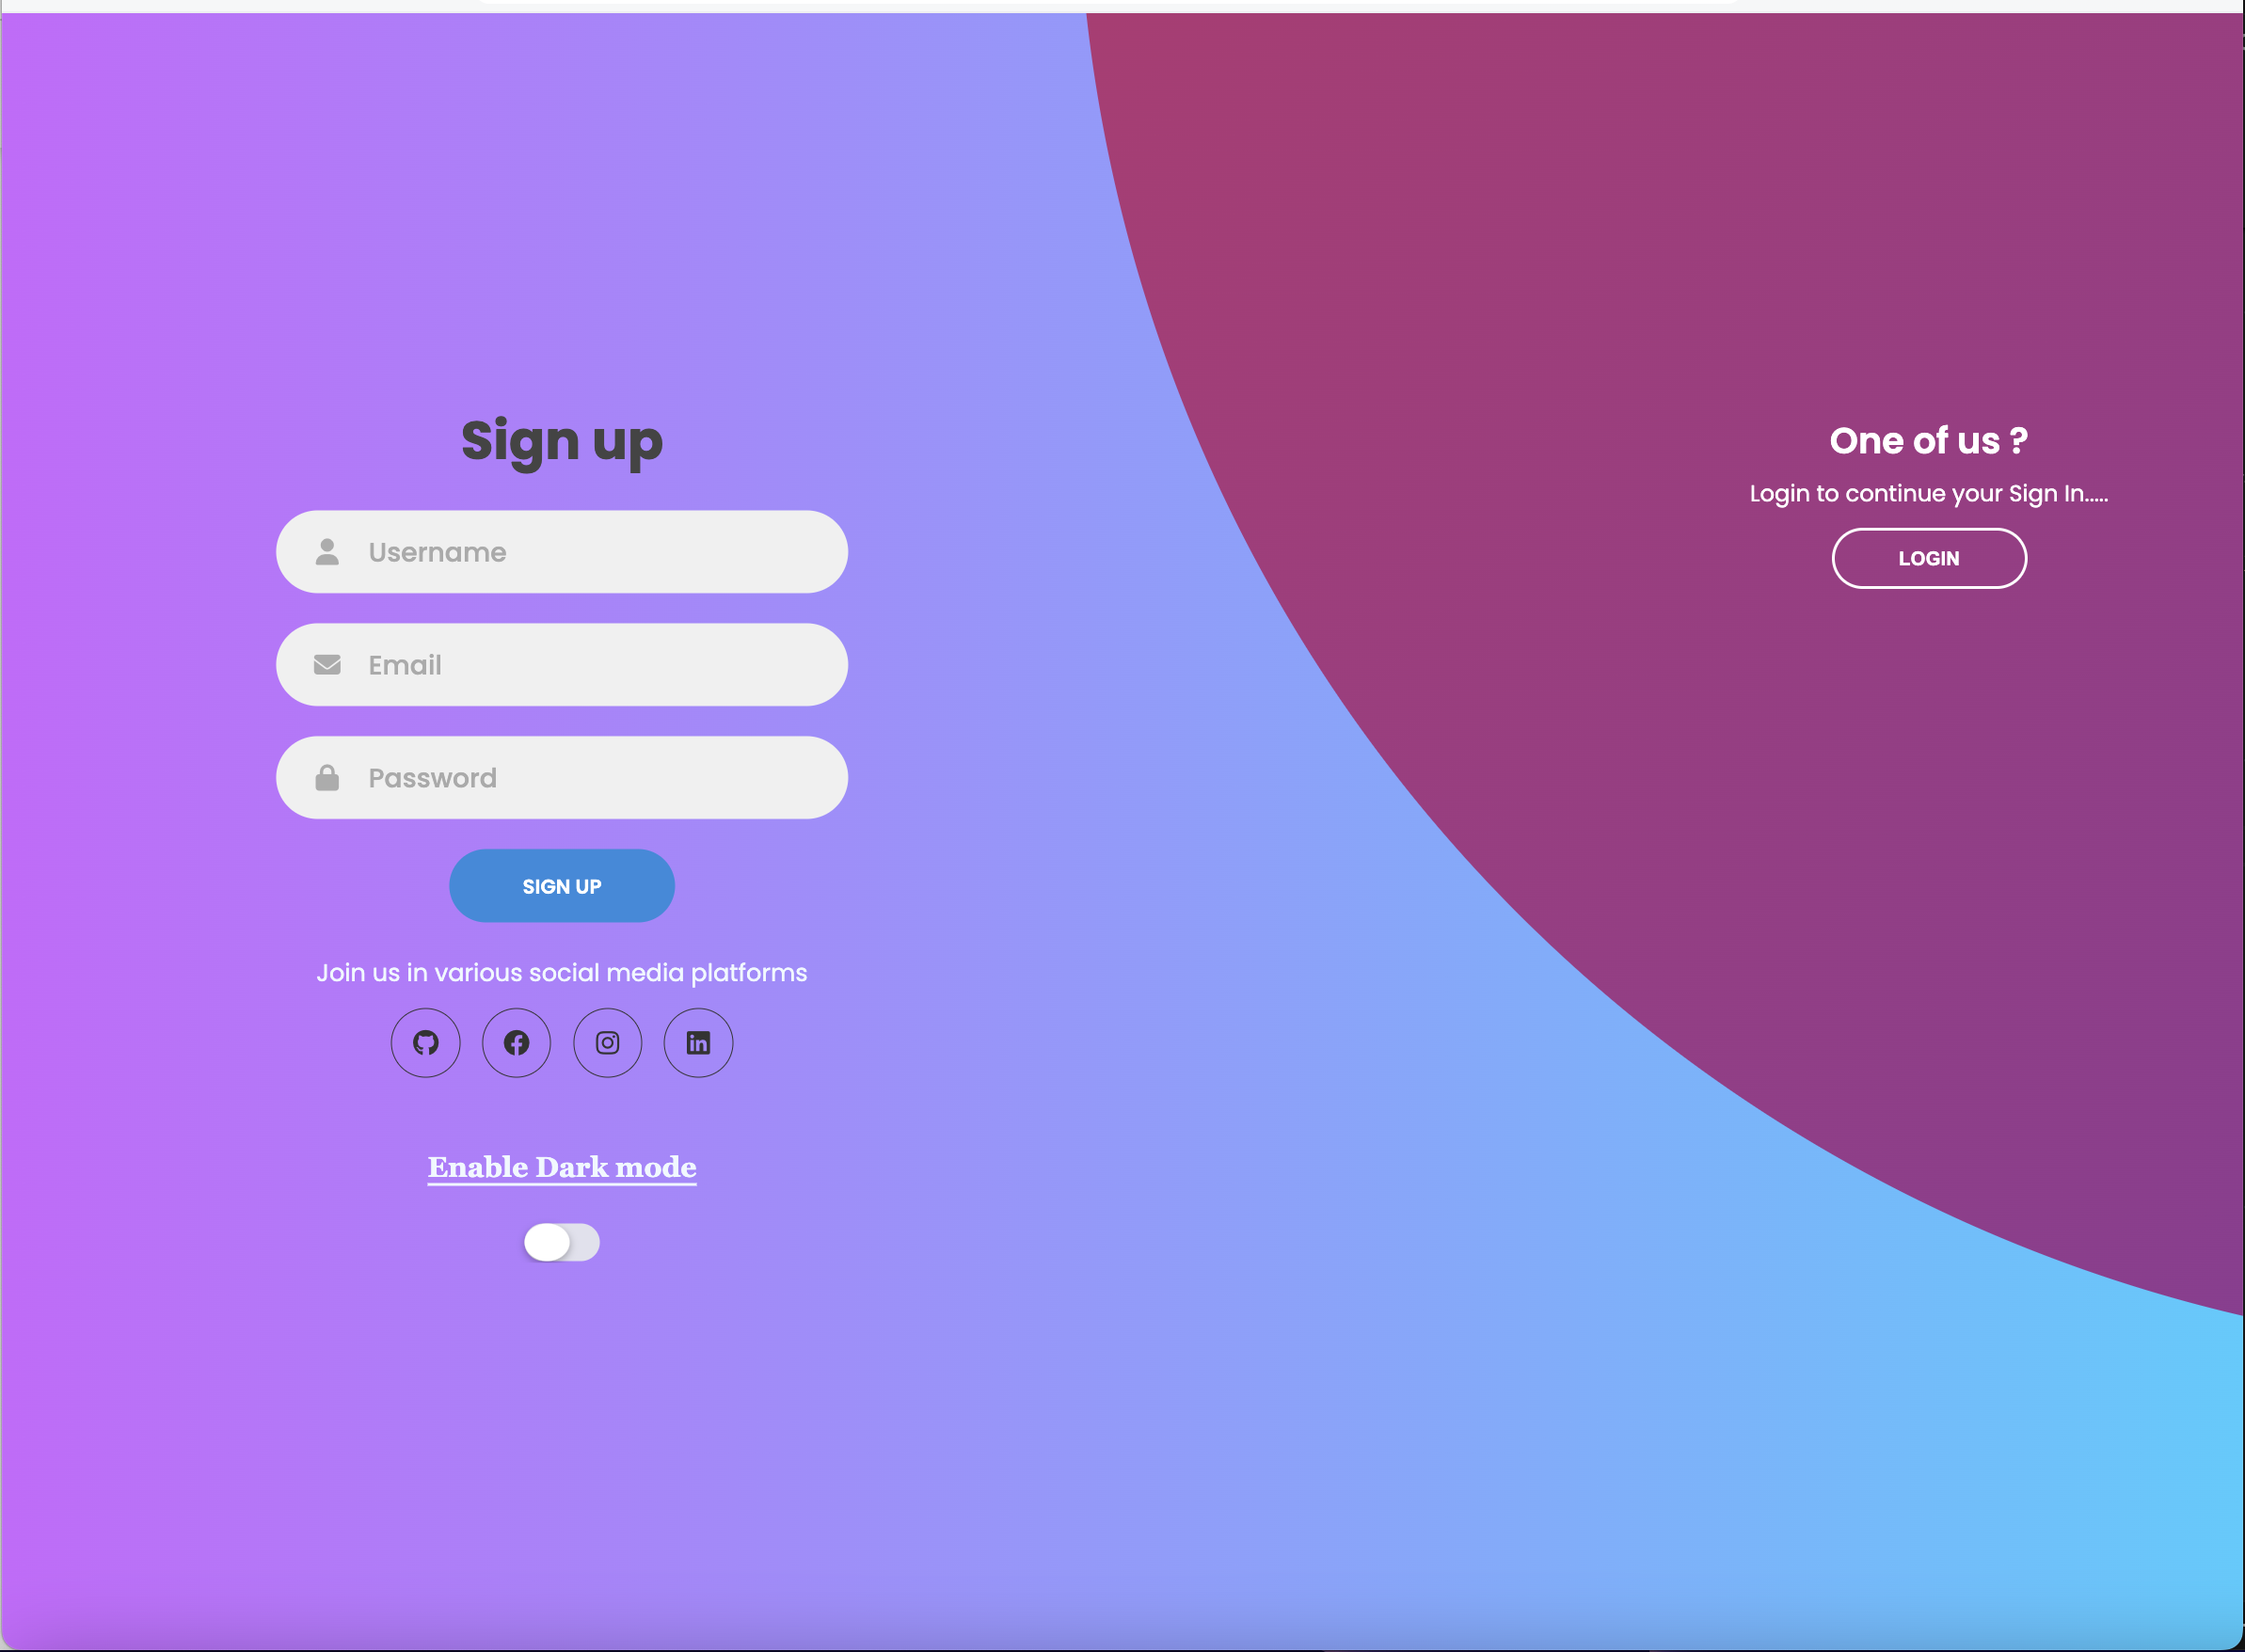 Sign up
Username
Email
Password
SIGN UP
Join us in various social media platforms
Enable Dark mode
One of us ?
Login to continue your Sign In.....
LOGIN